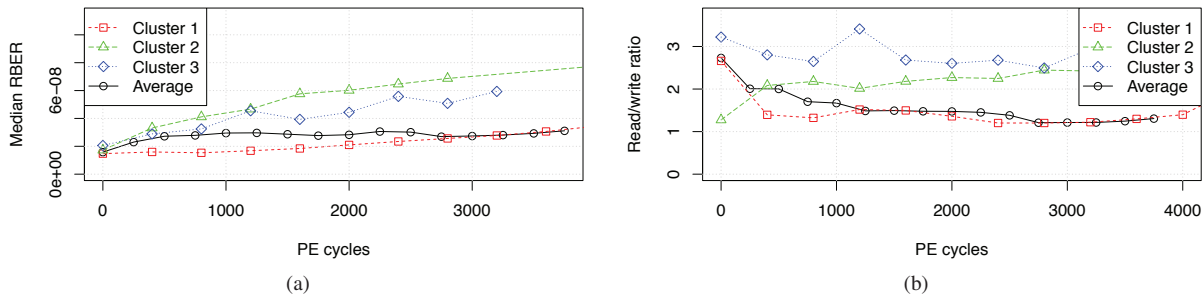 Median RBER
0e+00
6e-08
Cluster 1
Cluster 2
Cluster 3
Average
0
1000
2000
3000
PE cycles
(a)
Read/write ratio
0
1
2
3
Cluster 1
Cluster 2
Cluster 3
Average
0
1000
2000
3000
4000
PE cycles
(b)